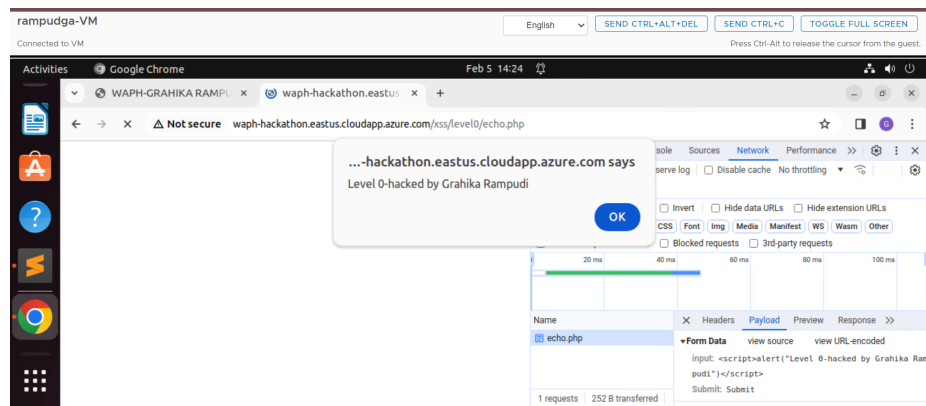 rampudga-VM
English
SEND CTRL+ALT+DEL
SEND CTRL+C
TOGGLE FULL SCREEN
Connected to VM
Press Ctrl-Alt to release the cursor from the guest.
Activities
Google Chrome
Feb 5 14:24
WAPH-GRAHIKA RAMPU
waph-hackathon.eastus
Not secure
waph-hackathon.eastus.cloudapp.azure.com/xss/level0/echo.php
G
...-hackathon.eastus.cloudapp.azure.com says
Level 0-hacked by Grahika Rampudi
OK
sole Sources Network Performance
serve log Disable cache No throttling
Invert Hide data URLs Hide extension URLs
CSS Font Img Media Manifest WS Wasm Other
Blocked requests 3rd-party requests
20 ms 40 ms 60 ms 80 ms 100 ms
Name
Headers Payload Preview Response
echo.php
Form Data view source view URL-encoded
input: <script>alert("Level 0-hacked by Grahika Ram
pudi")</script>
Submit: Submit
1 requests 252 B transferred